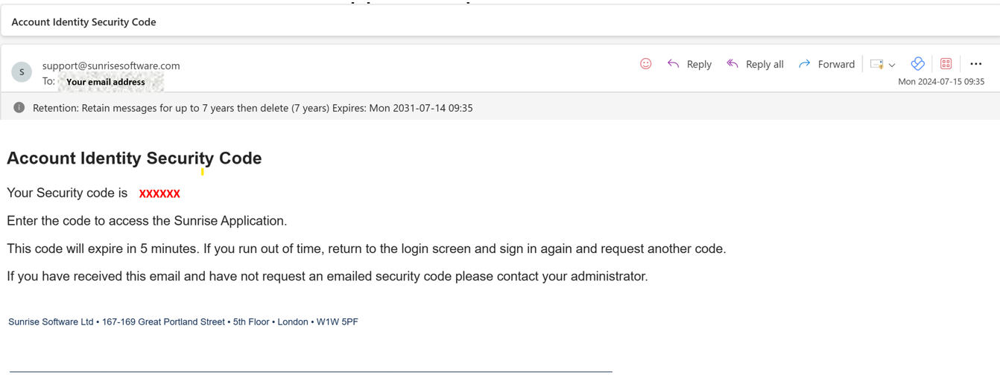 Account Identity Security Code
S
support@sunrisesoftware.com
Reply
Reply all
Forward
To: Your email address
Mon 2024-07-15 09:35
Retention: Retain messages for up to 7 years then delete (7 years) Expires: Mon 2031-07-14 09:35
Account Identity Security Code
Your Security code is xxxxxx
Enter the code to access the Sunrise Application.
This code will expire in 5 minutes. If you run out of time, return to the login screen and sign in again and request another code.
If you have received this email and have not request an emailed security code please contact your administrator.
Sunrise Software Ltd • 167-169 Great Portland Street • 5th Floor • London • W1W 5PF